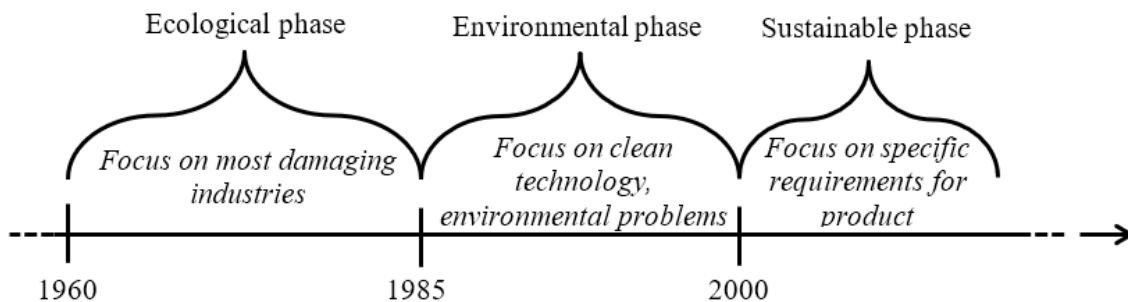 Ecological phase
Environmental phase
Sustainable phase
Focus on most damaging
industries
Focus on clean
technology,
environmental problems
Focus on specific
requirements for
product
1960
1985
2000